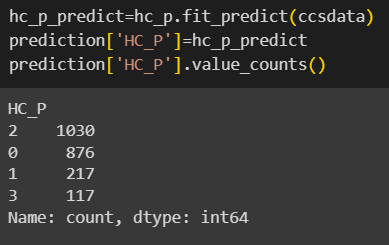 hc_p_predict=hc_p.fit_predict(ccsdata)
prediction['HC_P']=hc_p_predict
prediction['HC_P'].value_counts()
HC_P
2    1030
0     876
1     217
3     117
Name: count, dtype: int64